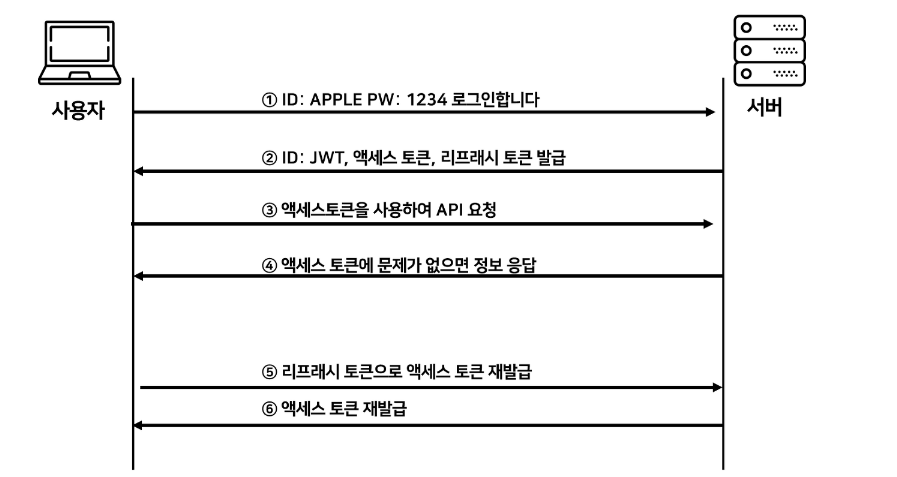 사용자
서버
① ID: APPLE PW: 1234 로그인합니다
② ID: JWT, 액세스 토큰, 리프래시 토큰 발급
③ 액세스토큰을 사용하여 API 요청
④ 액세스 토큰에 문제가 없으면 정보 응답
⑤ 리프래시 토큰으로 액세스 토큰 재발급
⑥ 액세스 토큰 재발급